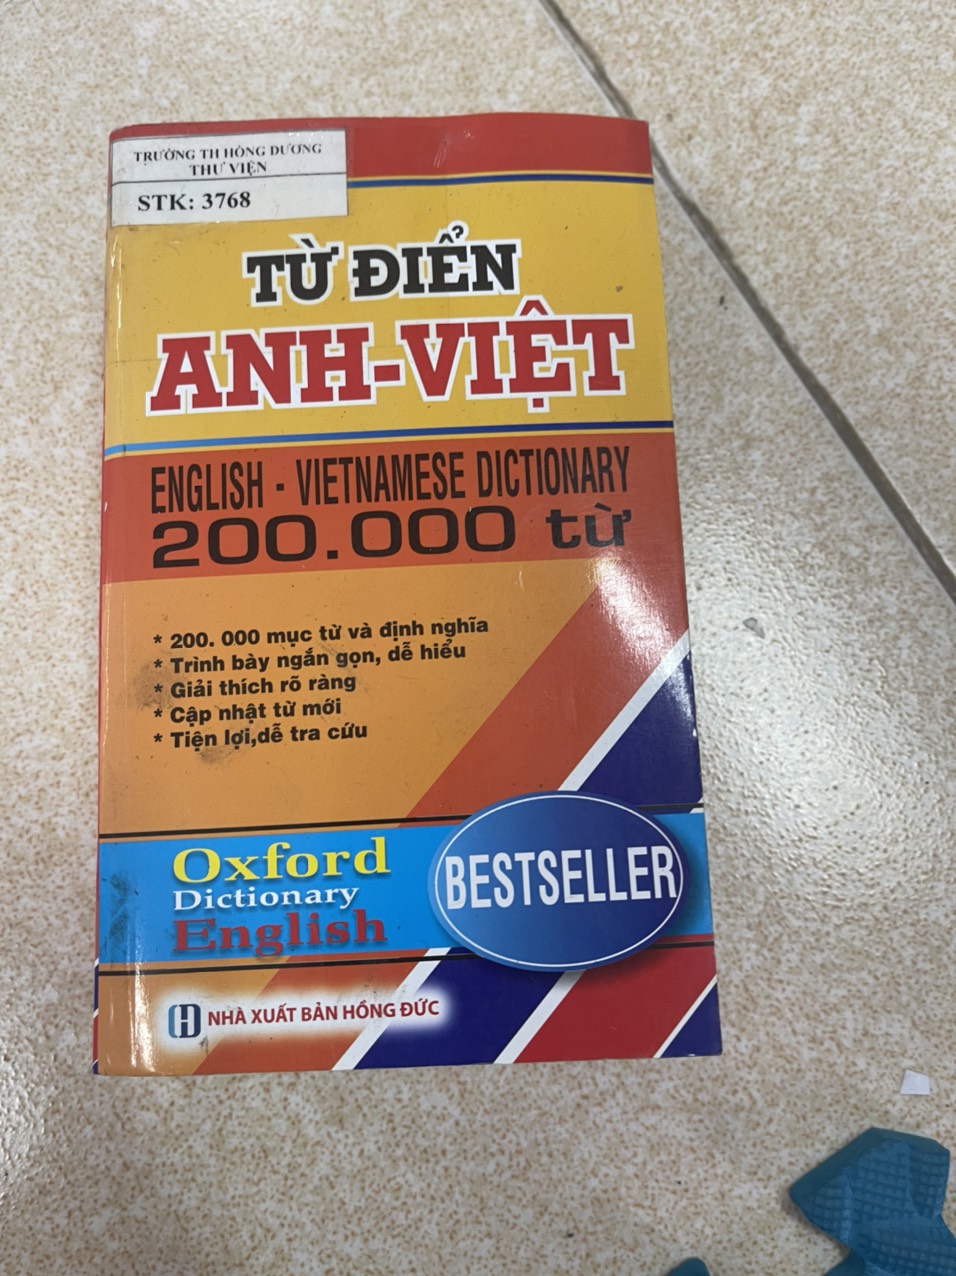 TRƯỜNG TH HỒNG DƯƠNG
THƯ VIỆN
STK: 3768
TỪ ĐIỂN
ANH-VIỆT
ENGLISH - VIETNAMESE DICTIONARY
200.000 từ
* 200. 000 mục từ và định nghĩa
* Trình bày ngắn gọn, dễ hiểu
* Giải thích rõ ràng
* Cập nhật từ mới
* Tiện lợi,dễ tra cứu
Oxford
Dictionary
English
BESTSELLER
NHÀ XUẤT BẢN HỒNG ĐỨC